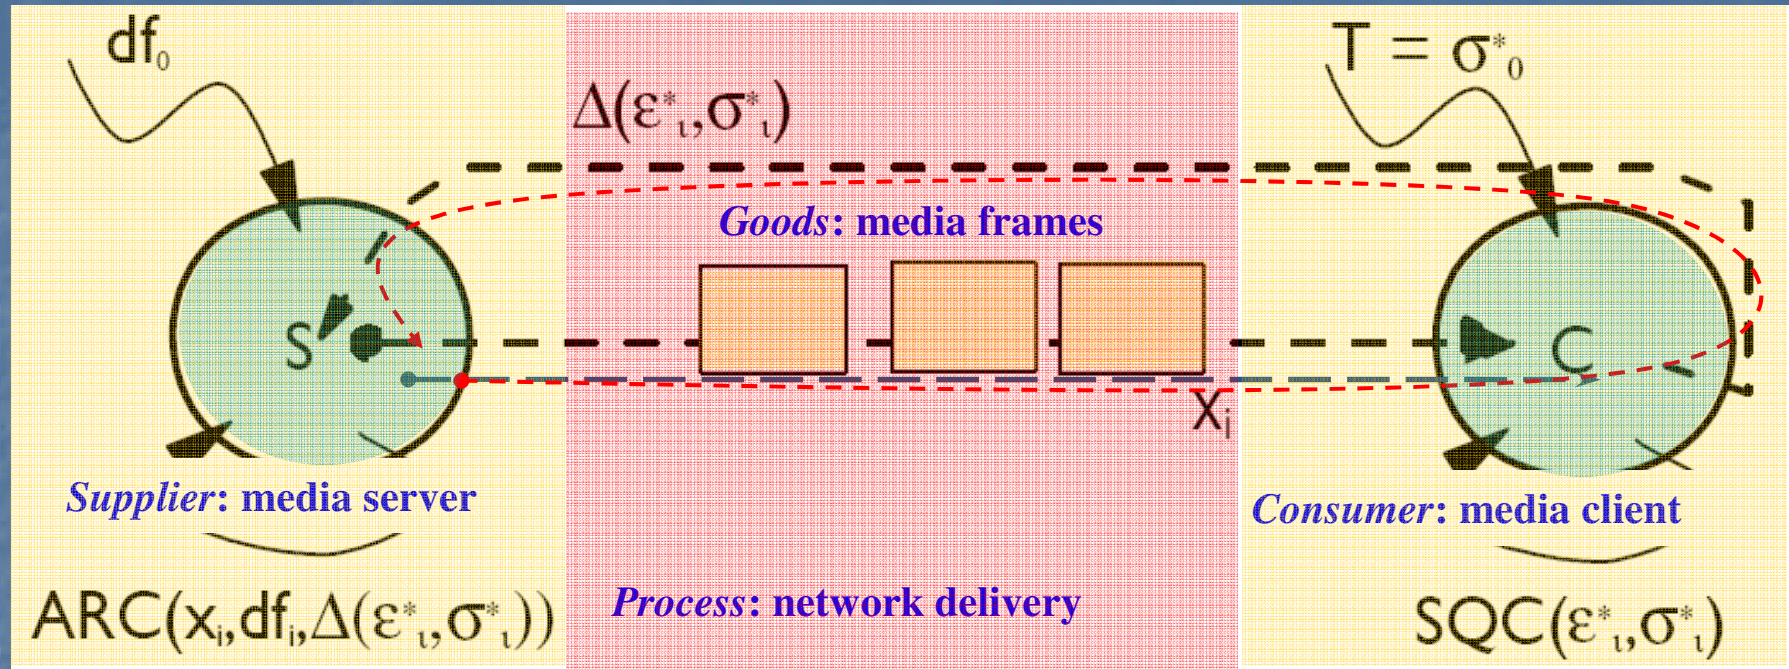 df₀
T = σ*₀
Δ(ε*ᵢ,σ*ᵢ)
Goods: media frames
S
C
Xᵢ
Supplier: media server
Consumer: media client
Process: network delivery
ARC(xᵢ,dfᵢ,Δ(ε*ᵢ,σ*ᵢ))
SQC(ε*ᵢ,σ*ᵢ)